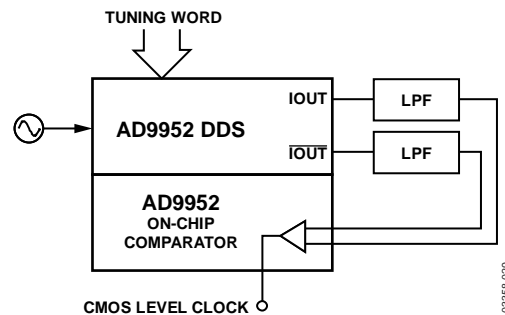 TUNING WORD
IOUT
LPF
AD9952 DDS
IOUT
LPF
AD9952
ON-CHIP
COMPARATOR
CMOS LEVEL CLOCK